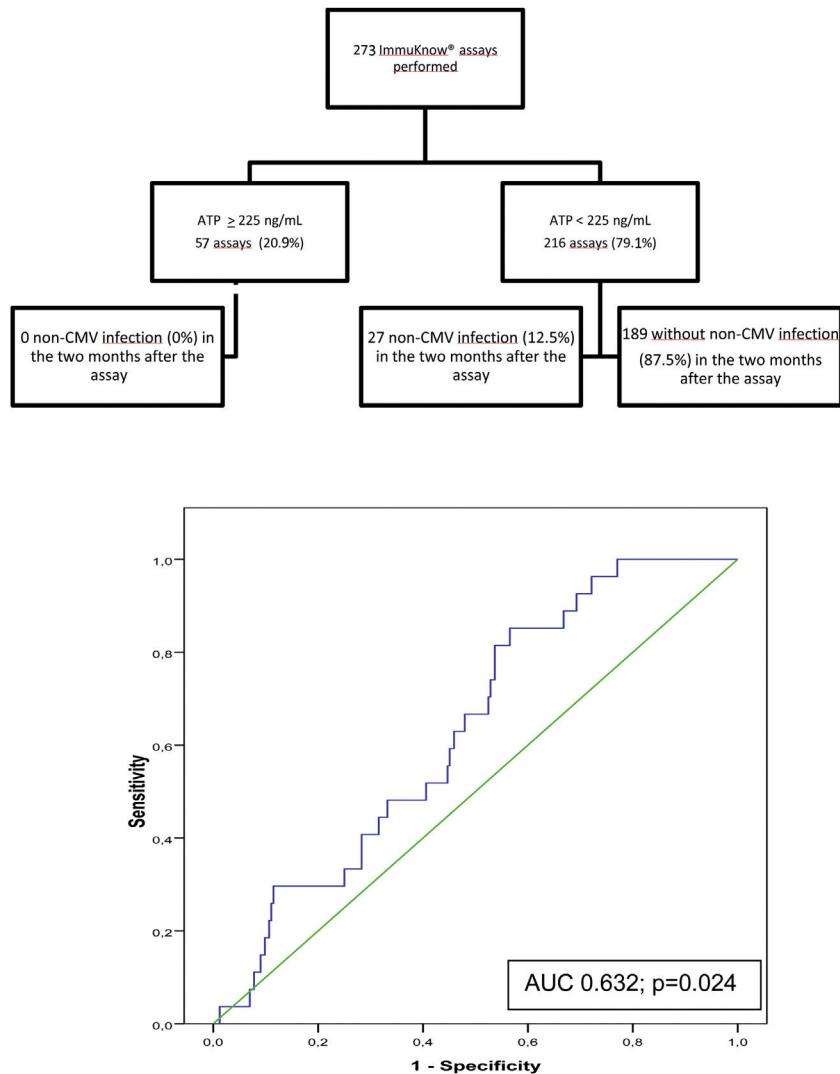 273 ImmuKnow® assays
performed
ATP ≥ 225 ng/mL
57 assays (20.9%)
ATP < 225 ng/mL
216 assays (79.1%)
0 non-CMV infection (0%) in
the two months after the
assay
27 non-CMV infection (12.5%)
in the two months after the
assay
189 without non-CMV infection
(87.5%) in the two months
after the assay
1,0
0,8
0,6
0,4
0,2
0,0
Sensitivity
AUC 0.632; p=0.024
0,0 0,2 0,4 0,6 0,8 1,0
1 - Specificity